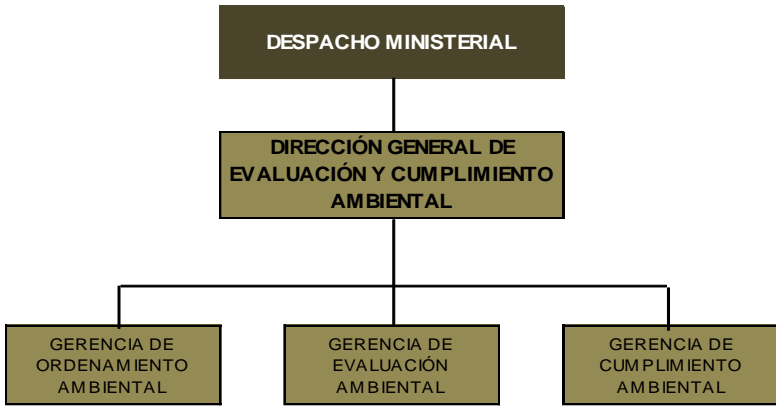 DESPACHO MINISTERIAL
DIRECCIÓN GENERAL DE
EVALUACIÓN Y CUMPLIMIENTO
AMBIENTAL
GERENCIA DE
ORDENAMIENTO
AMBIENTAL
GERENCIA DE
EVALUACIÓN
AMBIENTAL
GERENCIA DE
CUMPLIMIENTO
AMBIENTAL